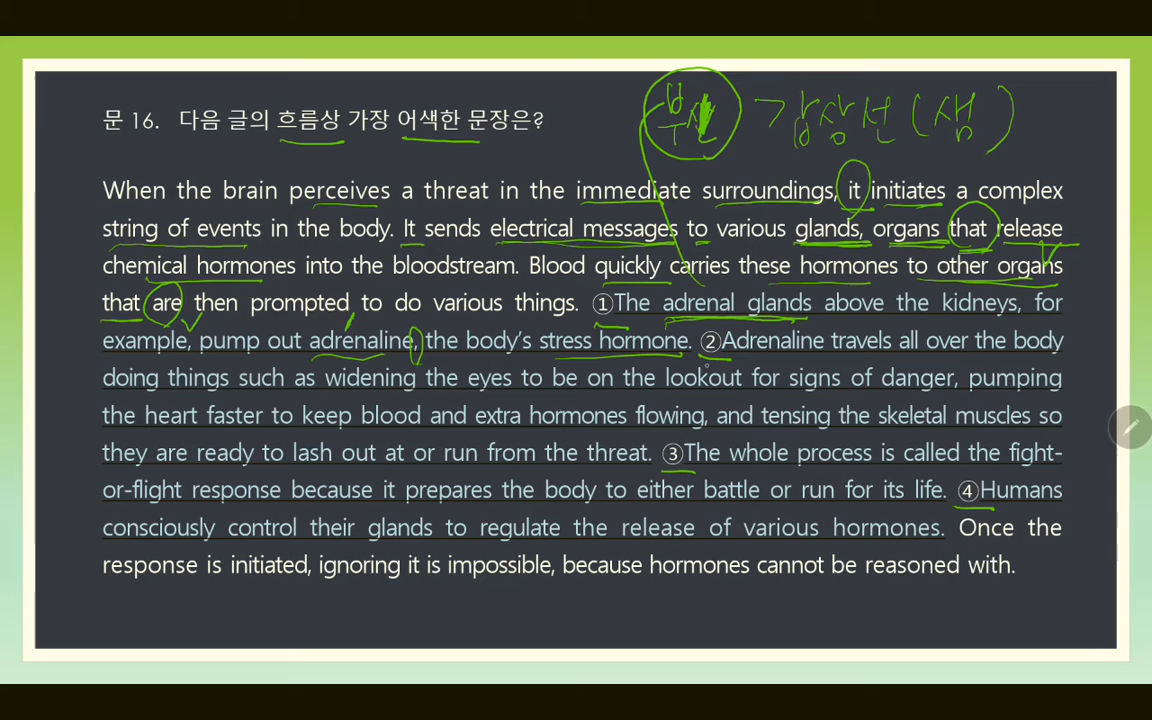 부신 갑상선(샘)
문 16. 다음 글의 흐름상 가장 어색한 문장은?
When the brain perceives a threat in the immediate surroundings, it initiates a complex
string of events in the body. It sends electrical messages to various glands, organs that release
chemical hormones into the bloodstream. Blood quickly carries these hormones to other organs
that are then prompted to do various things. ①The adrenal glands above the kidneys, for
example, pump out adrenaline, the body's stress hormone. ②Adrenaline travels all over the body
doing things such as widening the eyes to be on the lookout for signs of danger, pumping
the heart faster to keep blood and extra hormones flowing, and tensing the skeletal muscles so
they are ready to lash out at or run from the threat. ③The whole process is called the fight-
or-flight response because it prepares the body to either battle or run for its life. ④Humans
consciously control their glands to regulate the release of various hormones. Once the
response is initiated, ignoring it is impossible, because hormones cannot be reasoned with.